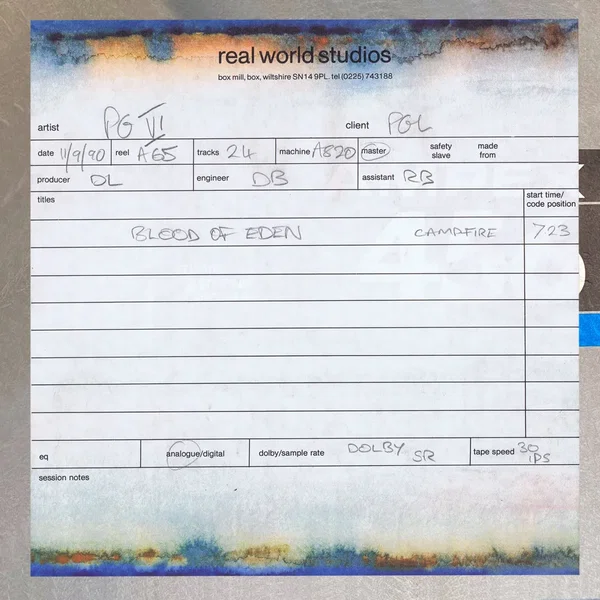 real world studios
box mill, box, wiltshire SN14 9PL. tel (0225) 743188
artist PG VI client PGL
date 11/9/90 reel A65 tracks 24 machine A820 master safety slave made from
producer DL engineer DB assistant RB
titles start time/
code position
BLOOD OF EDEN CAMPFIRE 723
eq analogue/digital dolby/sample rate DOLBY SR tape speed 30 IPS
session notes